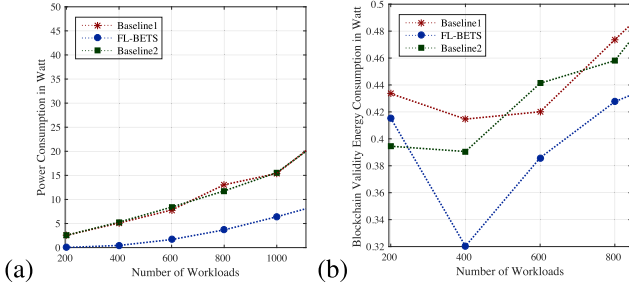 50
45
40
35
30
25
20
15
10
5
0
Power Consumption in Watt
Baseline1
FL-BETS
Baseline2
200
400
600
800
1000
Number of Workloads
(a)
0.5
0.48
0.46
0.44
0.42
0.4
0.38
0.36
0.34
0.32
Blockchain Validity Energy Consumption in Watt
Baseline1
FL-BETS
Baseline2
200
400
600
800
Number of Workloads
(b)